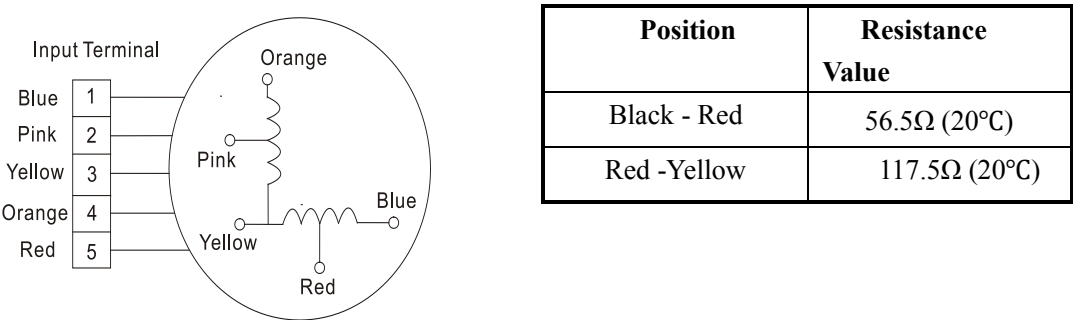 Input Terminal
Blue 1
Pink 2
Yellow 3
Orange 4
Red 5
Orange
Pink
Yellow
Blue
Red
Position Resistance
Value
Black - Red 56.5Ω (20℃)
Red -Yellow 117.5Ω (20℃)